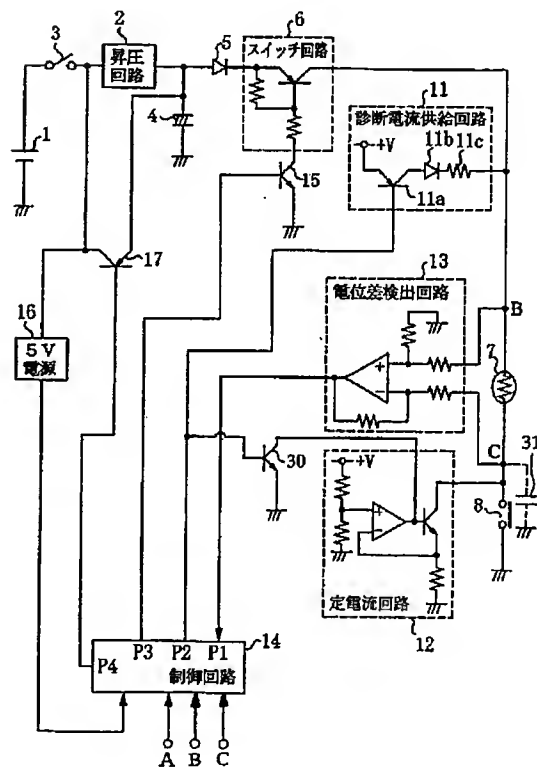 6
2
3
5
昇圧
回路
スイッチ回路
4
1
15
11
診断電流供給回路
+V
11b
11c
11a
17
13
電位差検出回路
B
16
5V
電源
+
−
7
C
31
30
+V
8
+
−
定電流回路
12
14
P4
P3
P2
P1
制御回路
A
B
C